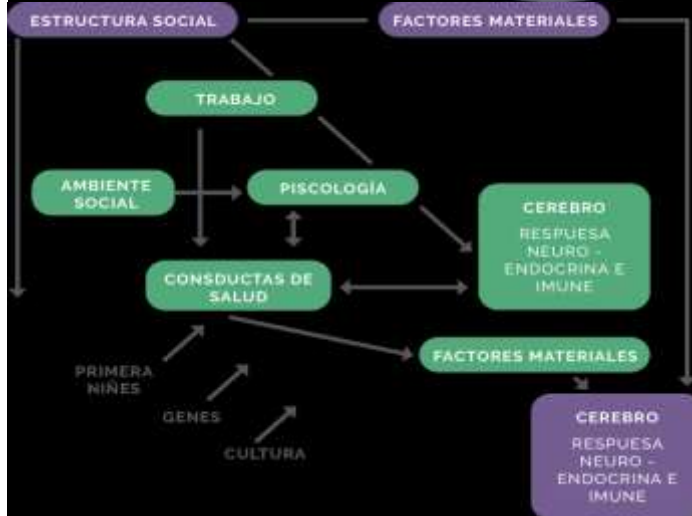 ESTRUCTURA SOCIAL
FACTORES MATERIALES
TRABAJO
AMBIENTE
SOCIAL
PISCOLOGÍA
CEREBRO
RESPUESA
NEURO -
ENDOCRINA E
IMUNE
CONSDUCTAS DE
SALUD
FACTORES MATERIALES
PRIMERA
NIÑES
GENES
CULTURA
CEREBRO
RESPUESA
NEURO -
ENDOCRINA E
IMUNE